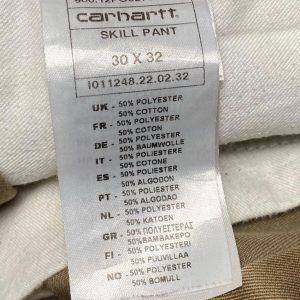 carhartt
SKILL PANT
30 X 32
I011248.22.02.32
UK - 50% POLYESTER
50% COTTON
FR - 50% POLYESTER
50% COTON
DE - 50% POLYESTER
50% BAUMWOLLE
IT - 50% POLIESTERE
50% COTONE
ES - 50% POLIESTER
50% ALGODON
PT - 50% POLIESTER
50% ALGODAO
NL - 50% POLYESTER
50% KATOEN
GR - 50% ΠΟΛΥΕΣΤΕΡΑΣ
50% ΒΑΜΒΑΚΕΡΟ
FI - 50% POLYESTERI
50% PUUVILLAA
NO - 50% POLYESTER
50% BOMULL